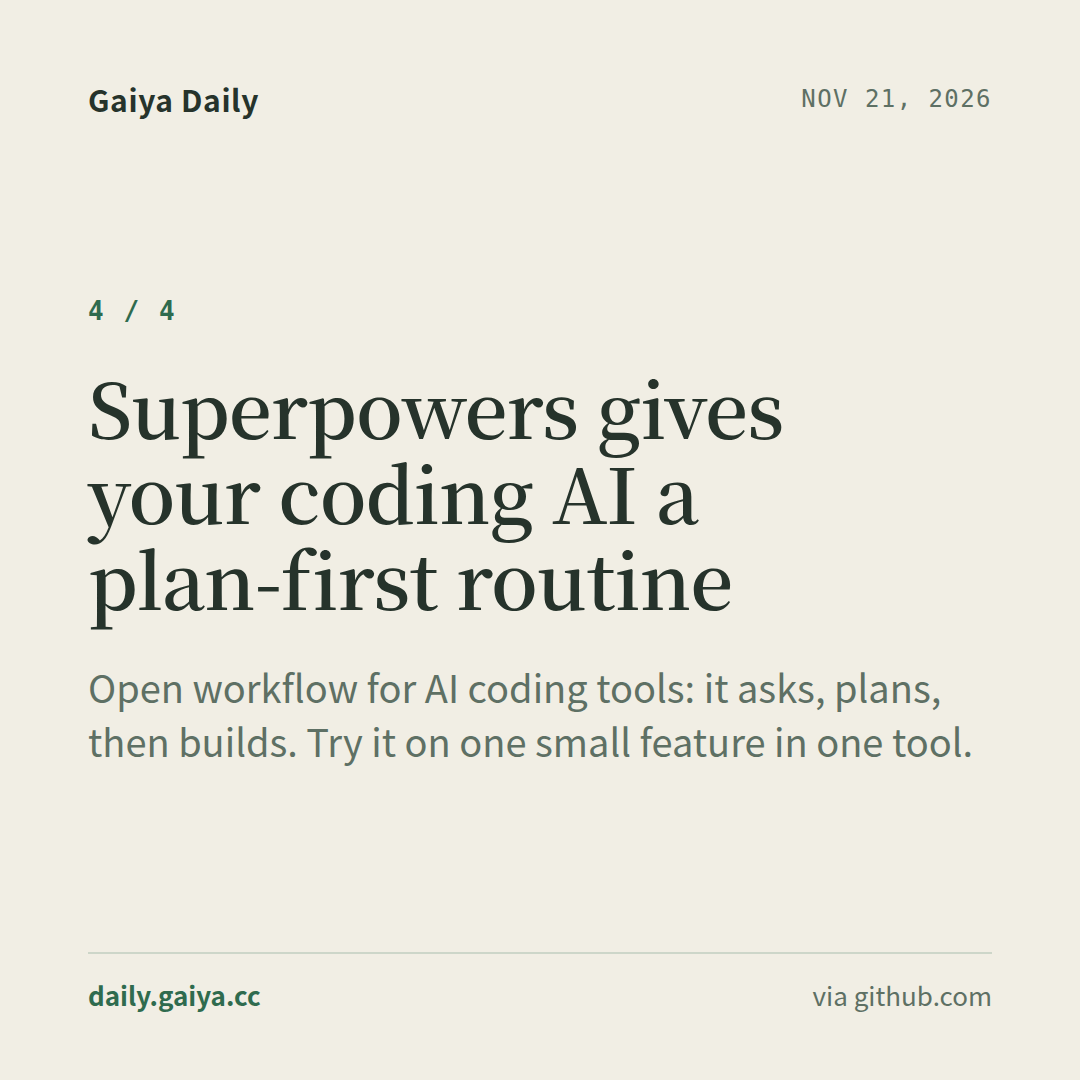 Gaiya Daily
NOV 21, 2026
4 / 4
Superpowers gives
your coding AI a
plan-first routine
Open workflow for AI coding tools: it asks, plans,
then builds. Try it on one small feature in one tool.
daily.gaiya.cc
via github.com